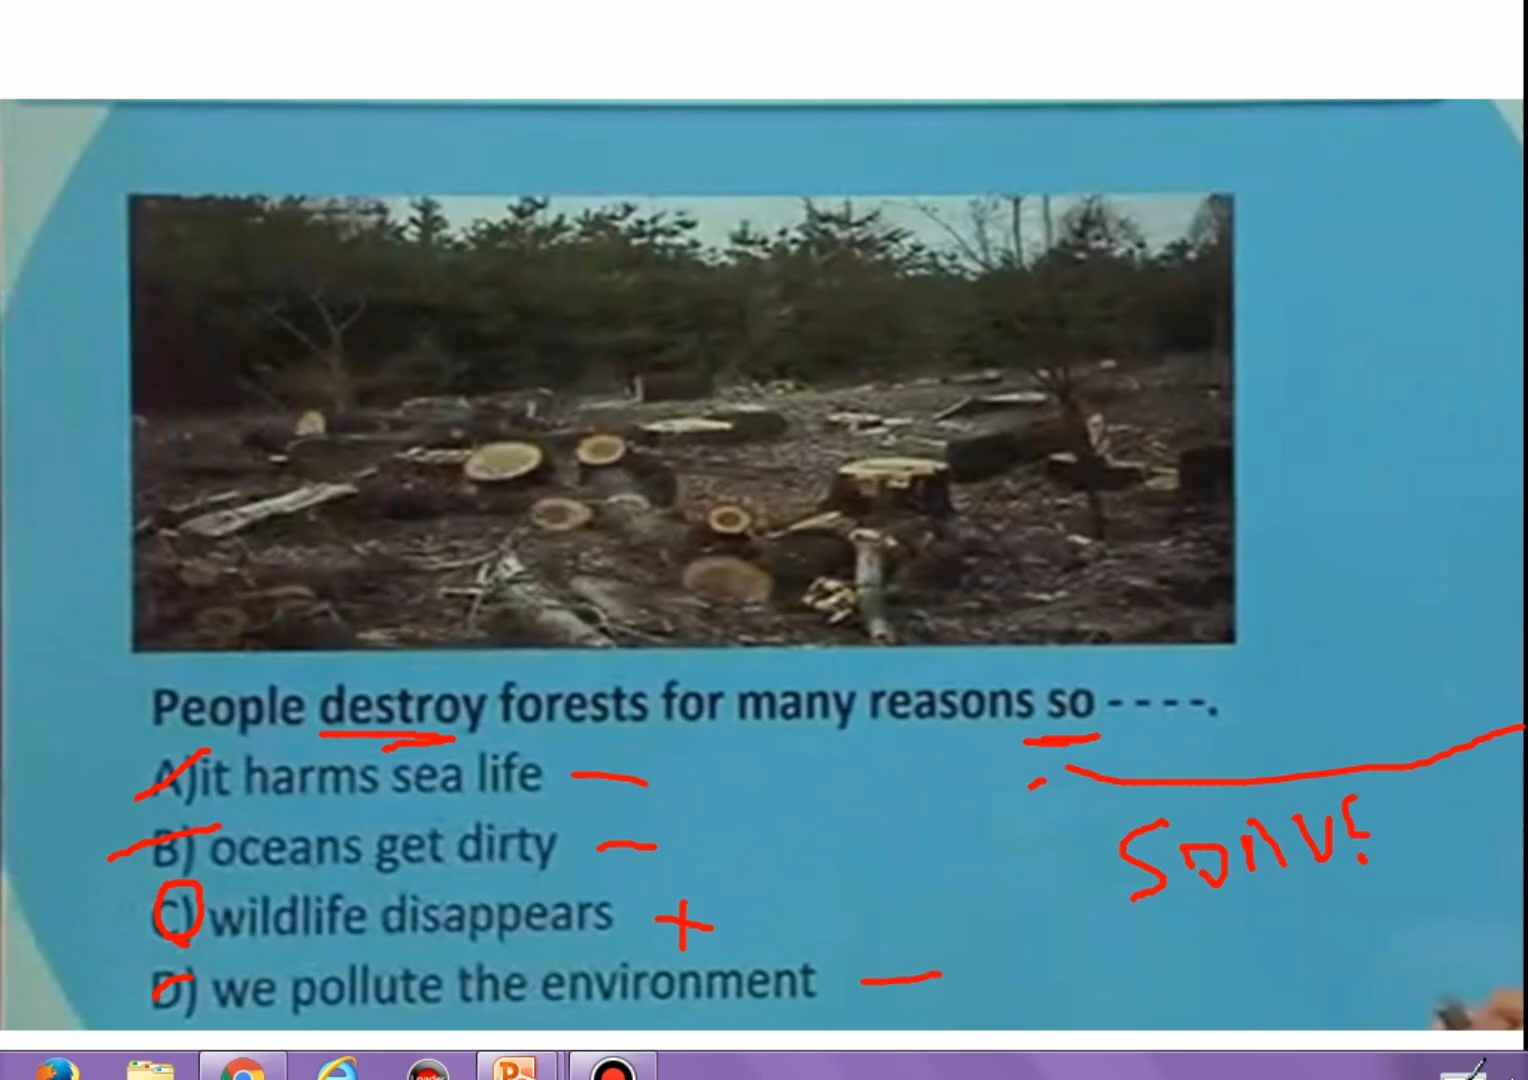 People destroy forests for many reasons so - - - -.
A) it harms sea life
B) oceans get dirty
C) wildlife disappears
D) we pollute the environment
Loader